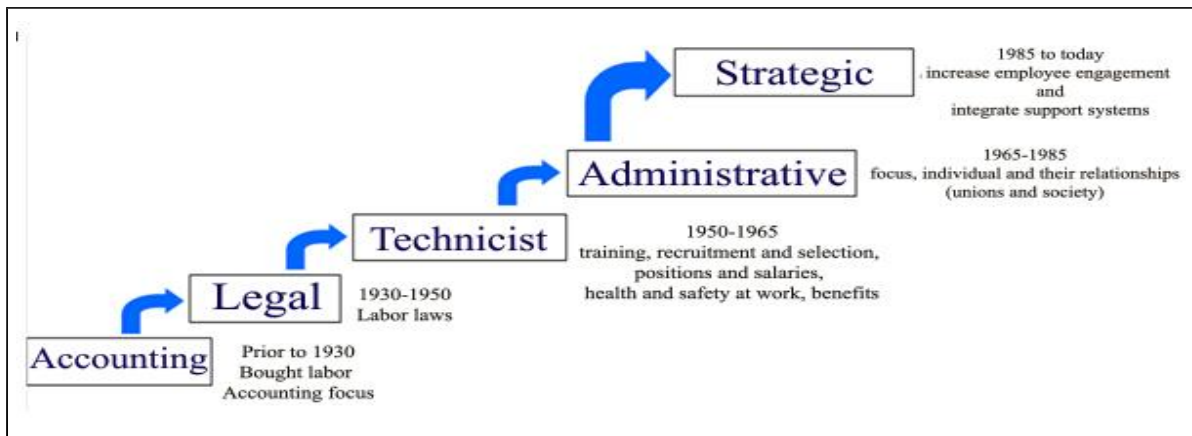 Strategic
1985 to today
increase employee engagement
and
integrate support systems
Administrative
1965-1985
focus, individual and their relationships
(unions and society)
Technicist
1950-1965
training, recruitment and selection,
positions and salaries,
health and safety at work, benefits
Legal
1930-1950
Labor laws
Accounting
Prior to 1930
Bought labor
Accounting focus